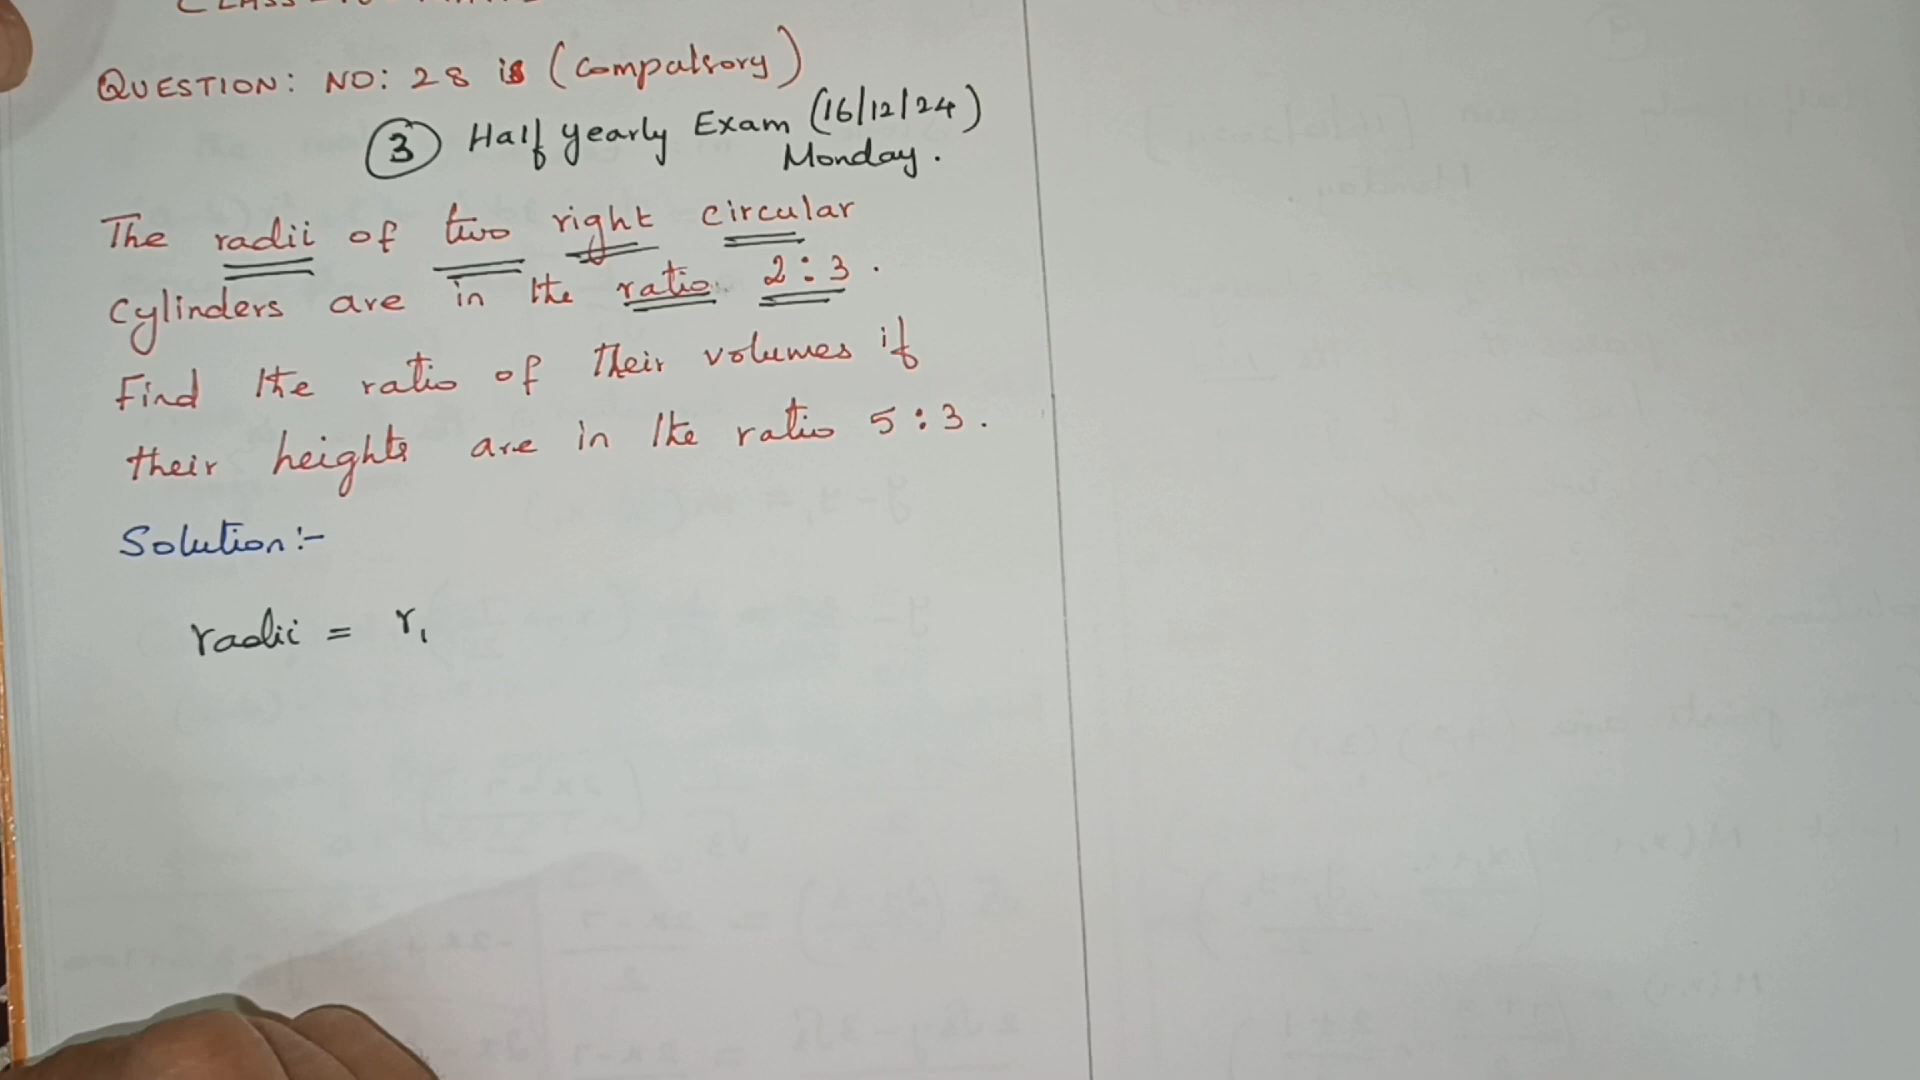 QUESTION: NO: 28 is (Compulsory)
3 Half yearly Exam (16/12/24)
Monday.
The radii of two right circular
cylinders are in the ratio 2:3.
Find the ratio of their volumes if
their heights are in the ratio 5:3.
Solution:-
radii = r₁